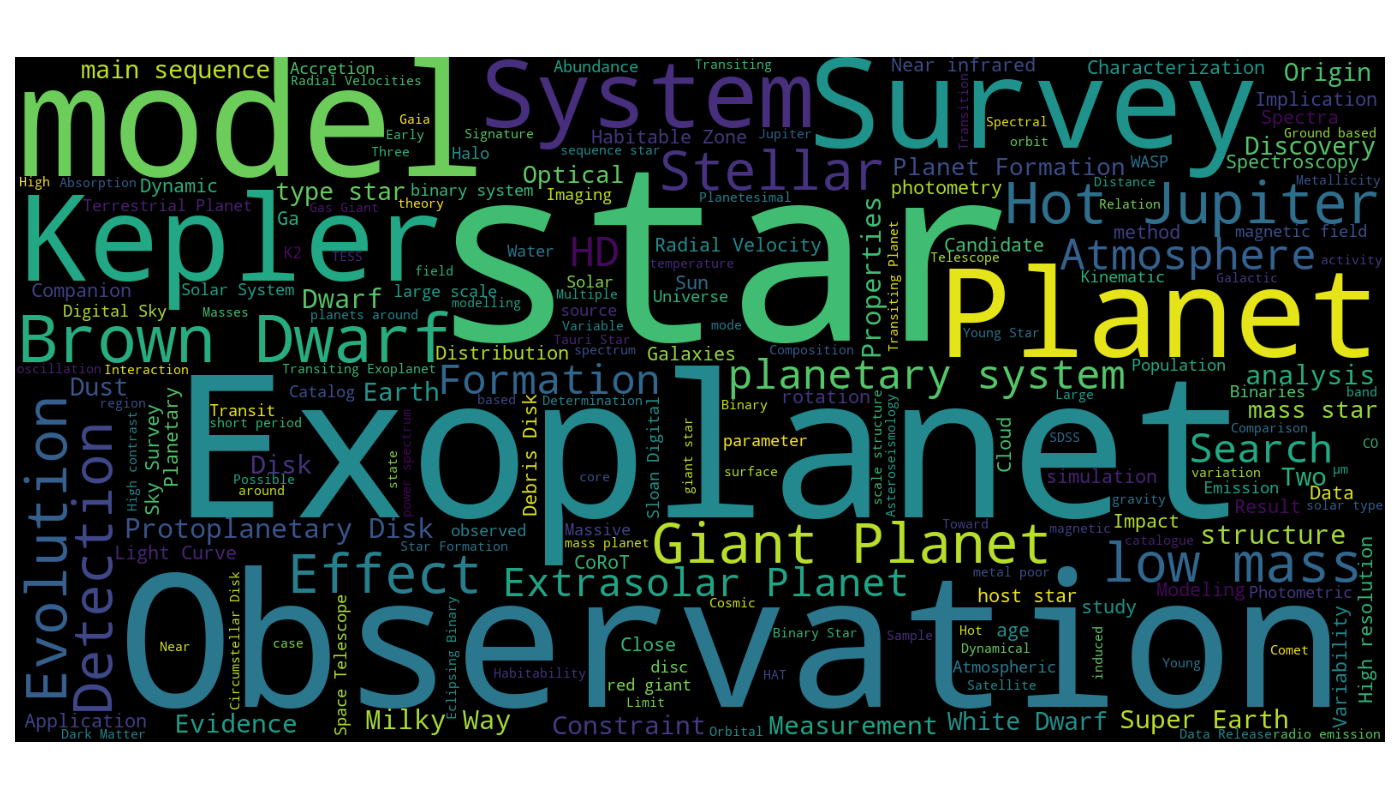 main sequence
Accretion
Radial Velocities
model
System
Abundance
Transiting
Survey
Near infrared
Characterization
Origin
Transition
Implication
Spectra
Gaia
Early
Three
Signature
Halo
Habitable Zone
Jupiter
sequence star
Spectral
orbit
Ground based
Discovery
Spectroscopy
Stellar
Planet Formation
WASP
High
Absorption
Dynamic
type star
binary system
Optical
Imaging
Planetesimal
photometry
Distance
Metallicity
Kepler
Terrestrial Planet
Gas Giant
theory
Ga
K2
TESS
field
star
Water
HD
Radial Velocity
temperature
Properties
Transiting Planet
Hot Jupiter
Relation
method
magnetic field
Candidate
Telescope
Atmosphere
activity
Companion
Solar System
Dwarf
large scale
modelling
Solar
Multiple
Sun
Universe
Kinematic
Galactic
Planet
Digital Sky
Masses
planets around
source
Variable
mode
Tauri Star
Young Star
Brown Dwarf
Distribution
spectrum
Galaxies
Composition
oscillation
Interaction
Transiting Exoplanet
Formation
planetary system
Population
analysis
Dust
Catalog
Earth
based
Determination
rotation
Large
Binaries
band
region
Evolution
Detection
High contrast
Sky Survey
Planetary
Transit
short period
Exoplanet
Debris Disk
Binary
mass star
Comparison
parameter
scale structure
Asteroseismology
Cloud
SDSS
Search
CO
Disk
Possible
around
state
power spectrum
core
Sloan Digital
giant star
surface
simulation
variation
Two
µm
gravity
Emission
Data
Result
solar type
Protoplanetary Disk
observed
Massive
Toward
magnetic
Impact
structure
Light Curve
Star Formation
mass planet
CoRoT
Giant Planet
catalogue
low mass
metal poor
Effect
Extrasolar Planet
host star
Modeling
Photometric
High resolution
Circumstellar Disk
Space Telescope
Observation
Cosmic
study
Near
case
Eclipsing Binary
Close
Binary Star
Sample
Hot
age
Dynamical
induced
Variability
Comet
Habitability
disc
red giant
HAT
Atmospheric
Young
Satellite
Limit
Application
Dark Matter
Evidence
Milky Way
Constraint
Orbital
Measurement
White Dwarf
Super Earth
Data Release
radio emission